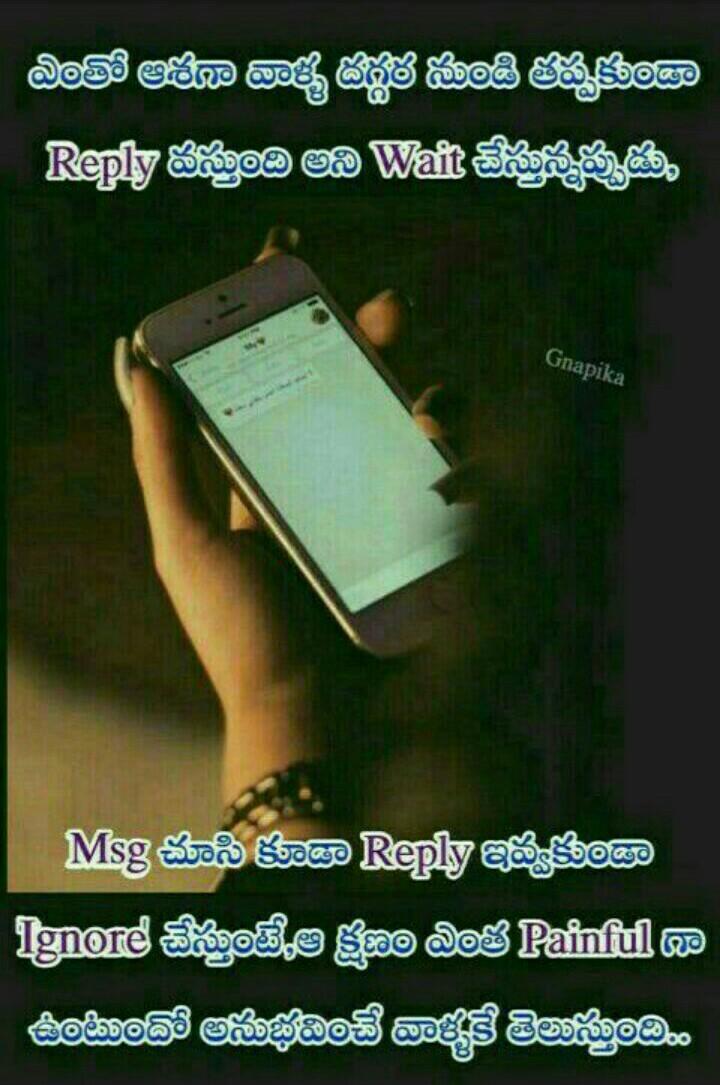 ఎంతో ఆశగా వాళ్ళ దగ్గర నుండి తప్పకుండా
Reply వస్తుంది అని Wait చేస్తున్నప్పుడు,
Gnapika
Msg చూసి కూడా Reply ఇవ్వకుండా
'Ignore' చేస్తుంటే,ఆ క్షణం ఎంత Painful గా
ఉంటుందో అనుభవించే వాళ్ళకే తెలుస్తుంది..